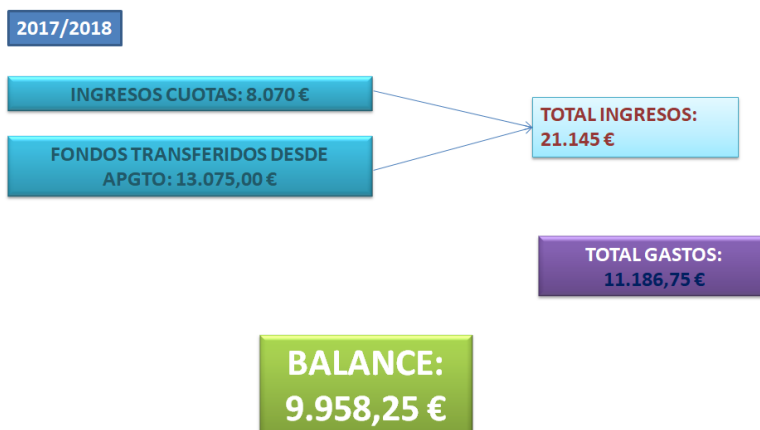 2017/2018
INGRESOS CUOTAS: 8.070 €
FONDOS TRANSFERIDOS DESDE
APGTO: 13.075,00 €
TOTAL INGRESOS:
21.145 €
TOTAL GASTOS:
11.186,75 €
BALANCE:
9.958,25 €